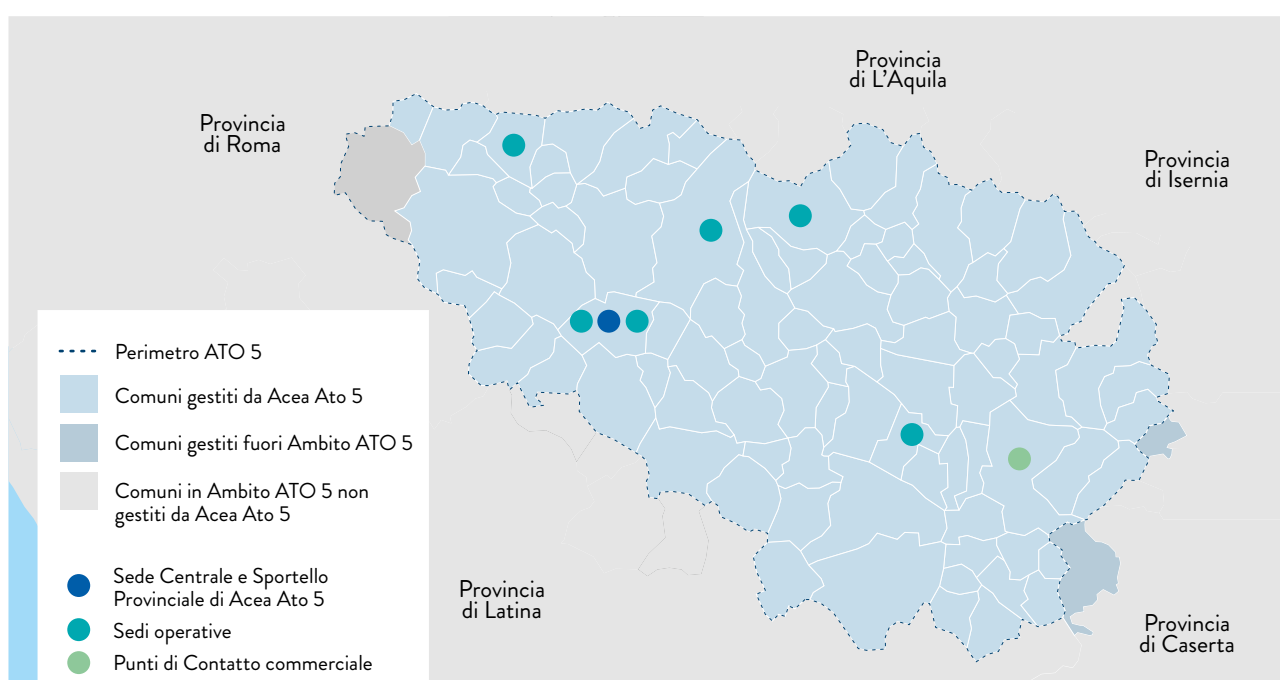 Provincia
di L'Aquila
Provincia
di Roma
Provincia
di Isernia
Perimetro ATO 5
Comuni gestiti da Acea Ato 5
Comuni gestiti fuori Ambito ATO 5
Comuni in Ambito ATO 5 non
gestiti da Acea Ato 5
Sede Centrale e Sportello
Provinciale di Acea Ato 5
Sedi operative
Punti di Contatto commerciale
Provincia
di Latina
Provincia
di Caserta